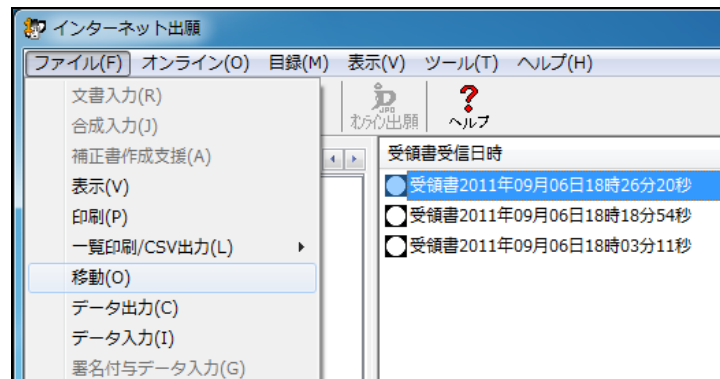 インターネット出願
ファイル(F) オンライン(O) 目録(M) 表示(V) ツール(T) ヘルプ(H)
文書入力(R)
合成入力(J)
補正書作成支援(A)
表示(V)
印刷(P)
一覧印刷/CSV出力(L)
移動(O)
データ出力(C)
データ入力(I)
署名付与データ入力(G)
JPO
オンライン出願
ヘルプ
受領書受信日時
受領書2011年09月06日18時26分20秒
受領書2011年09月06日18時18分54秒
受領書2011年09月06日18時03分11秒